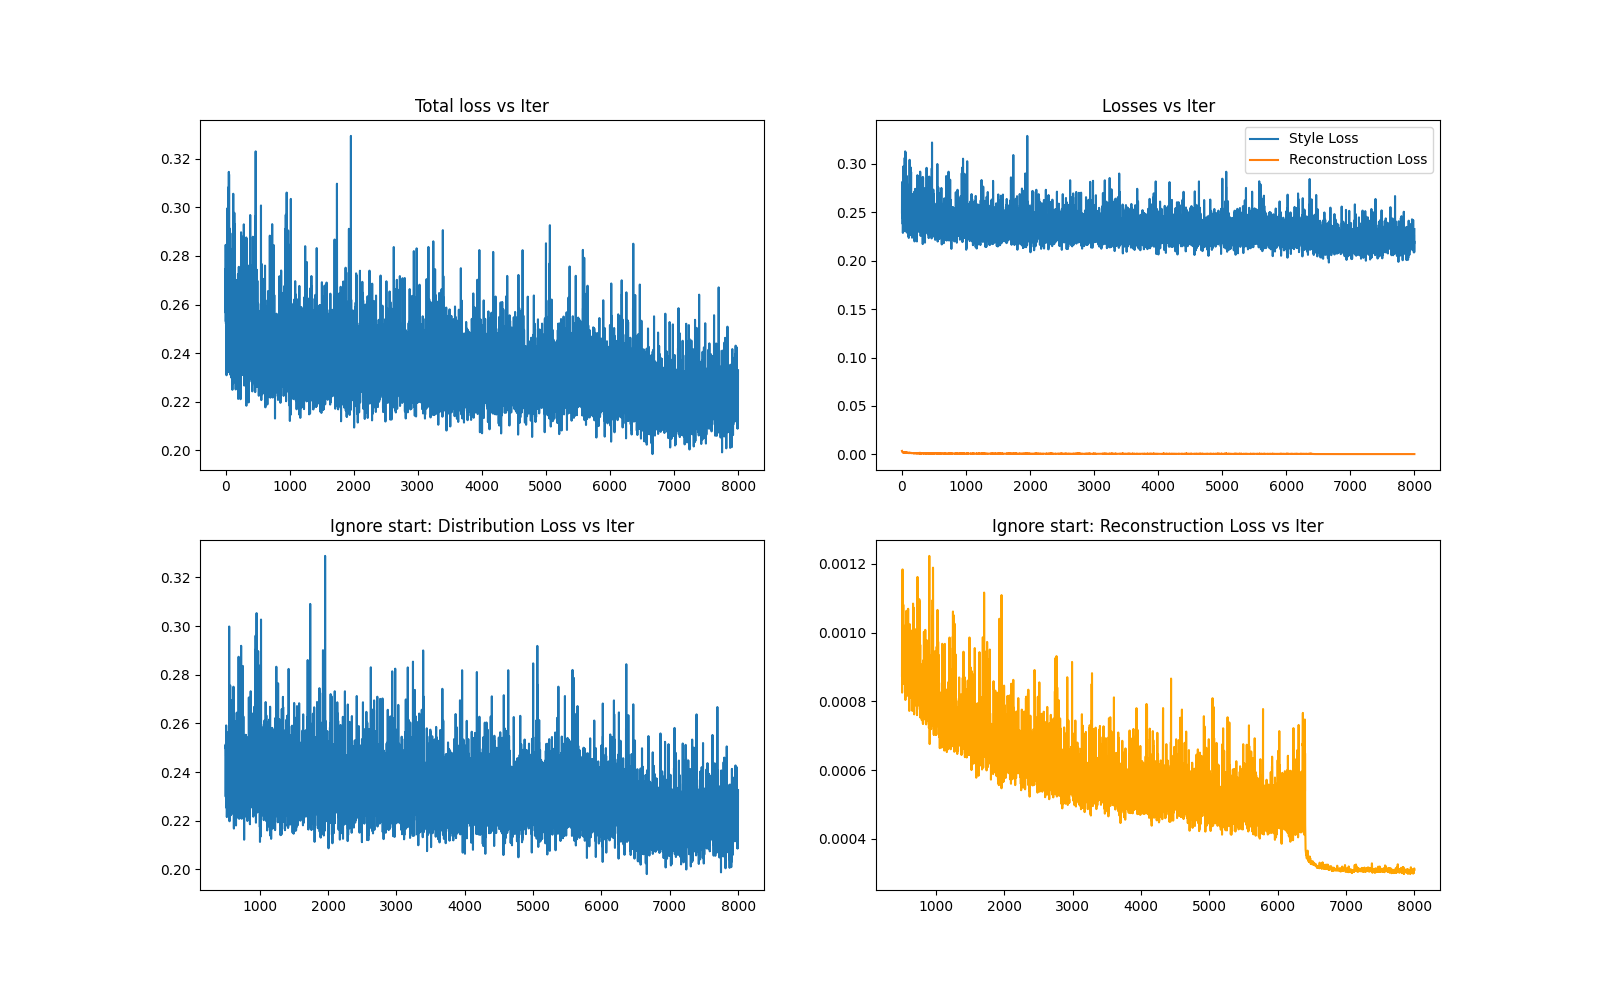 Total loss vs Iter
0.32
0.30
0.28
0.26
0.24
0.22
0.20
0 1000 2000 3000 4000 5000 6000 7000 8000
Losses vs Iter
Style Loss
Reconstruction Loss
0.30
0.25
0.20
0.15
0.10
0.05
0.00
0 1000 2000 3000 4000 5000 6000 7000 8000
Ignore start: Distribution Loss vs Iter
0.32
0.30
0.28
0.26
0.24
0.22
0.20
1000 2000 3000 4000 5000 6000 7000 8000
Ignore start: Reconstruction Loss vs Iter
0.0012
0.0010
0.0008
0.0006
0.0004
1000 2000 3000 4000 5000 6000 7000 8000